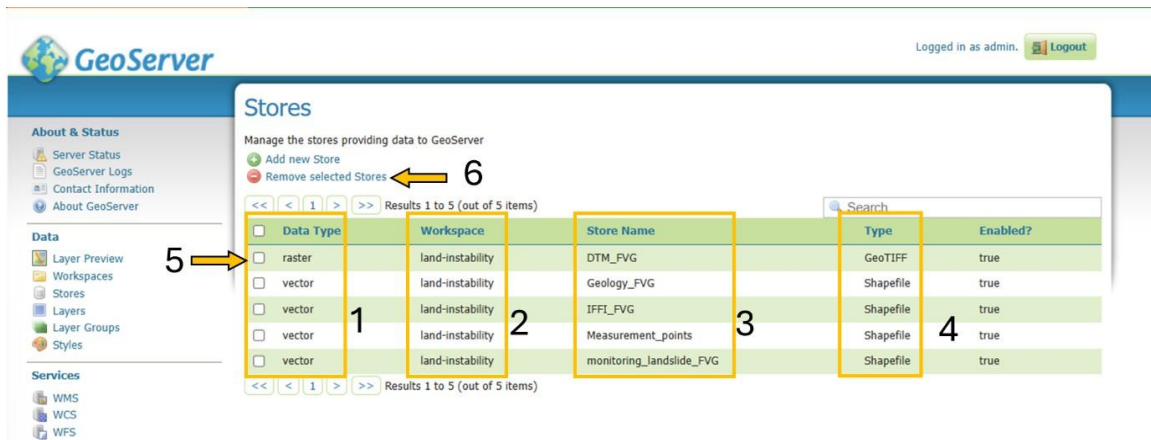 GeoServer
Logged in as admin. Logout
About & Status
Server Status
GeoServer Logs
Contact Information
About GeoServer
Data
Layer Preview
Workspaces
Stores
Layers
Layer Groups
Styles
Services
WMS
WCS
WFS
Stores
Manage the stores providing data to GeoServer
Add new Store
Remove selected Stores 6
<< < 1 > >> Results 1 to 5 (out of 5 items) Search
Data Type Workspace Store Name Type Enabled?
5 raster land-instability DTM_FVG GeoTIFF true
vector land-instability Geology_FVG Shapefile true
vector land-instability IFFI_FVG Shapefile true
1 2 3 4
vector land-instability Measurement_points Shapefile true
vector land-instability monitoring_landslide_FVG Shapefile true
<< < 1 > >> Results 1 to 5 (out of 5 items)